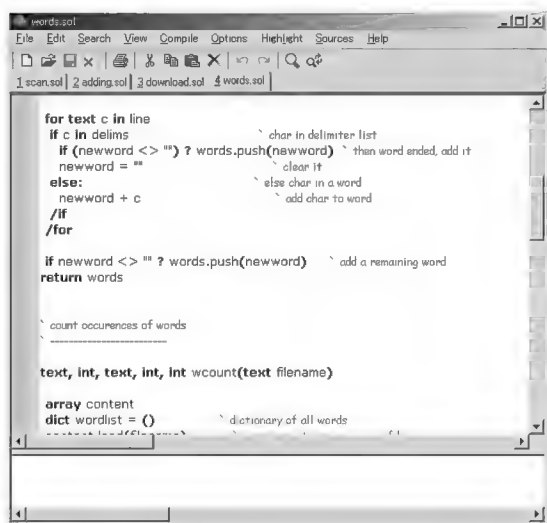 words.sol
File Edit Search View Compile Options Highlight Sources Help
1 scan.sol 2 adding.sol 3 download.sol 4 words.sol
for text c in line
if c in delims ` char in delimiter list
if (newword <> "") ? words.push(newword) ` then word ended, add it
newword = "" ` clear it
else: ` else char in a word
newword + c ` add char to word
/if
/for
if newword <> "" ? words.push(newword) ` add a remaining word
return words
` count occurences of words
` --------------------------
text, int, text, int, int wcount(text filename)
array content
dict wordlist = () ` dictionary of all words
content.load(filename)